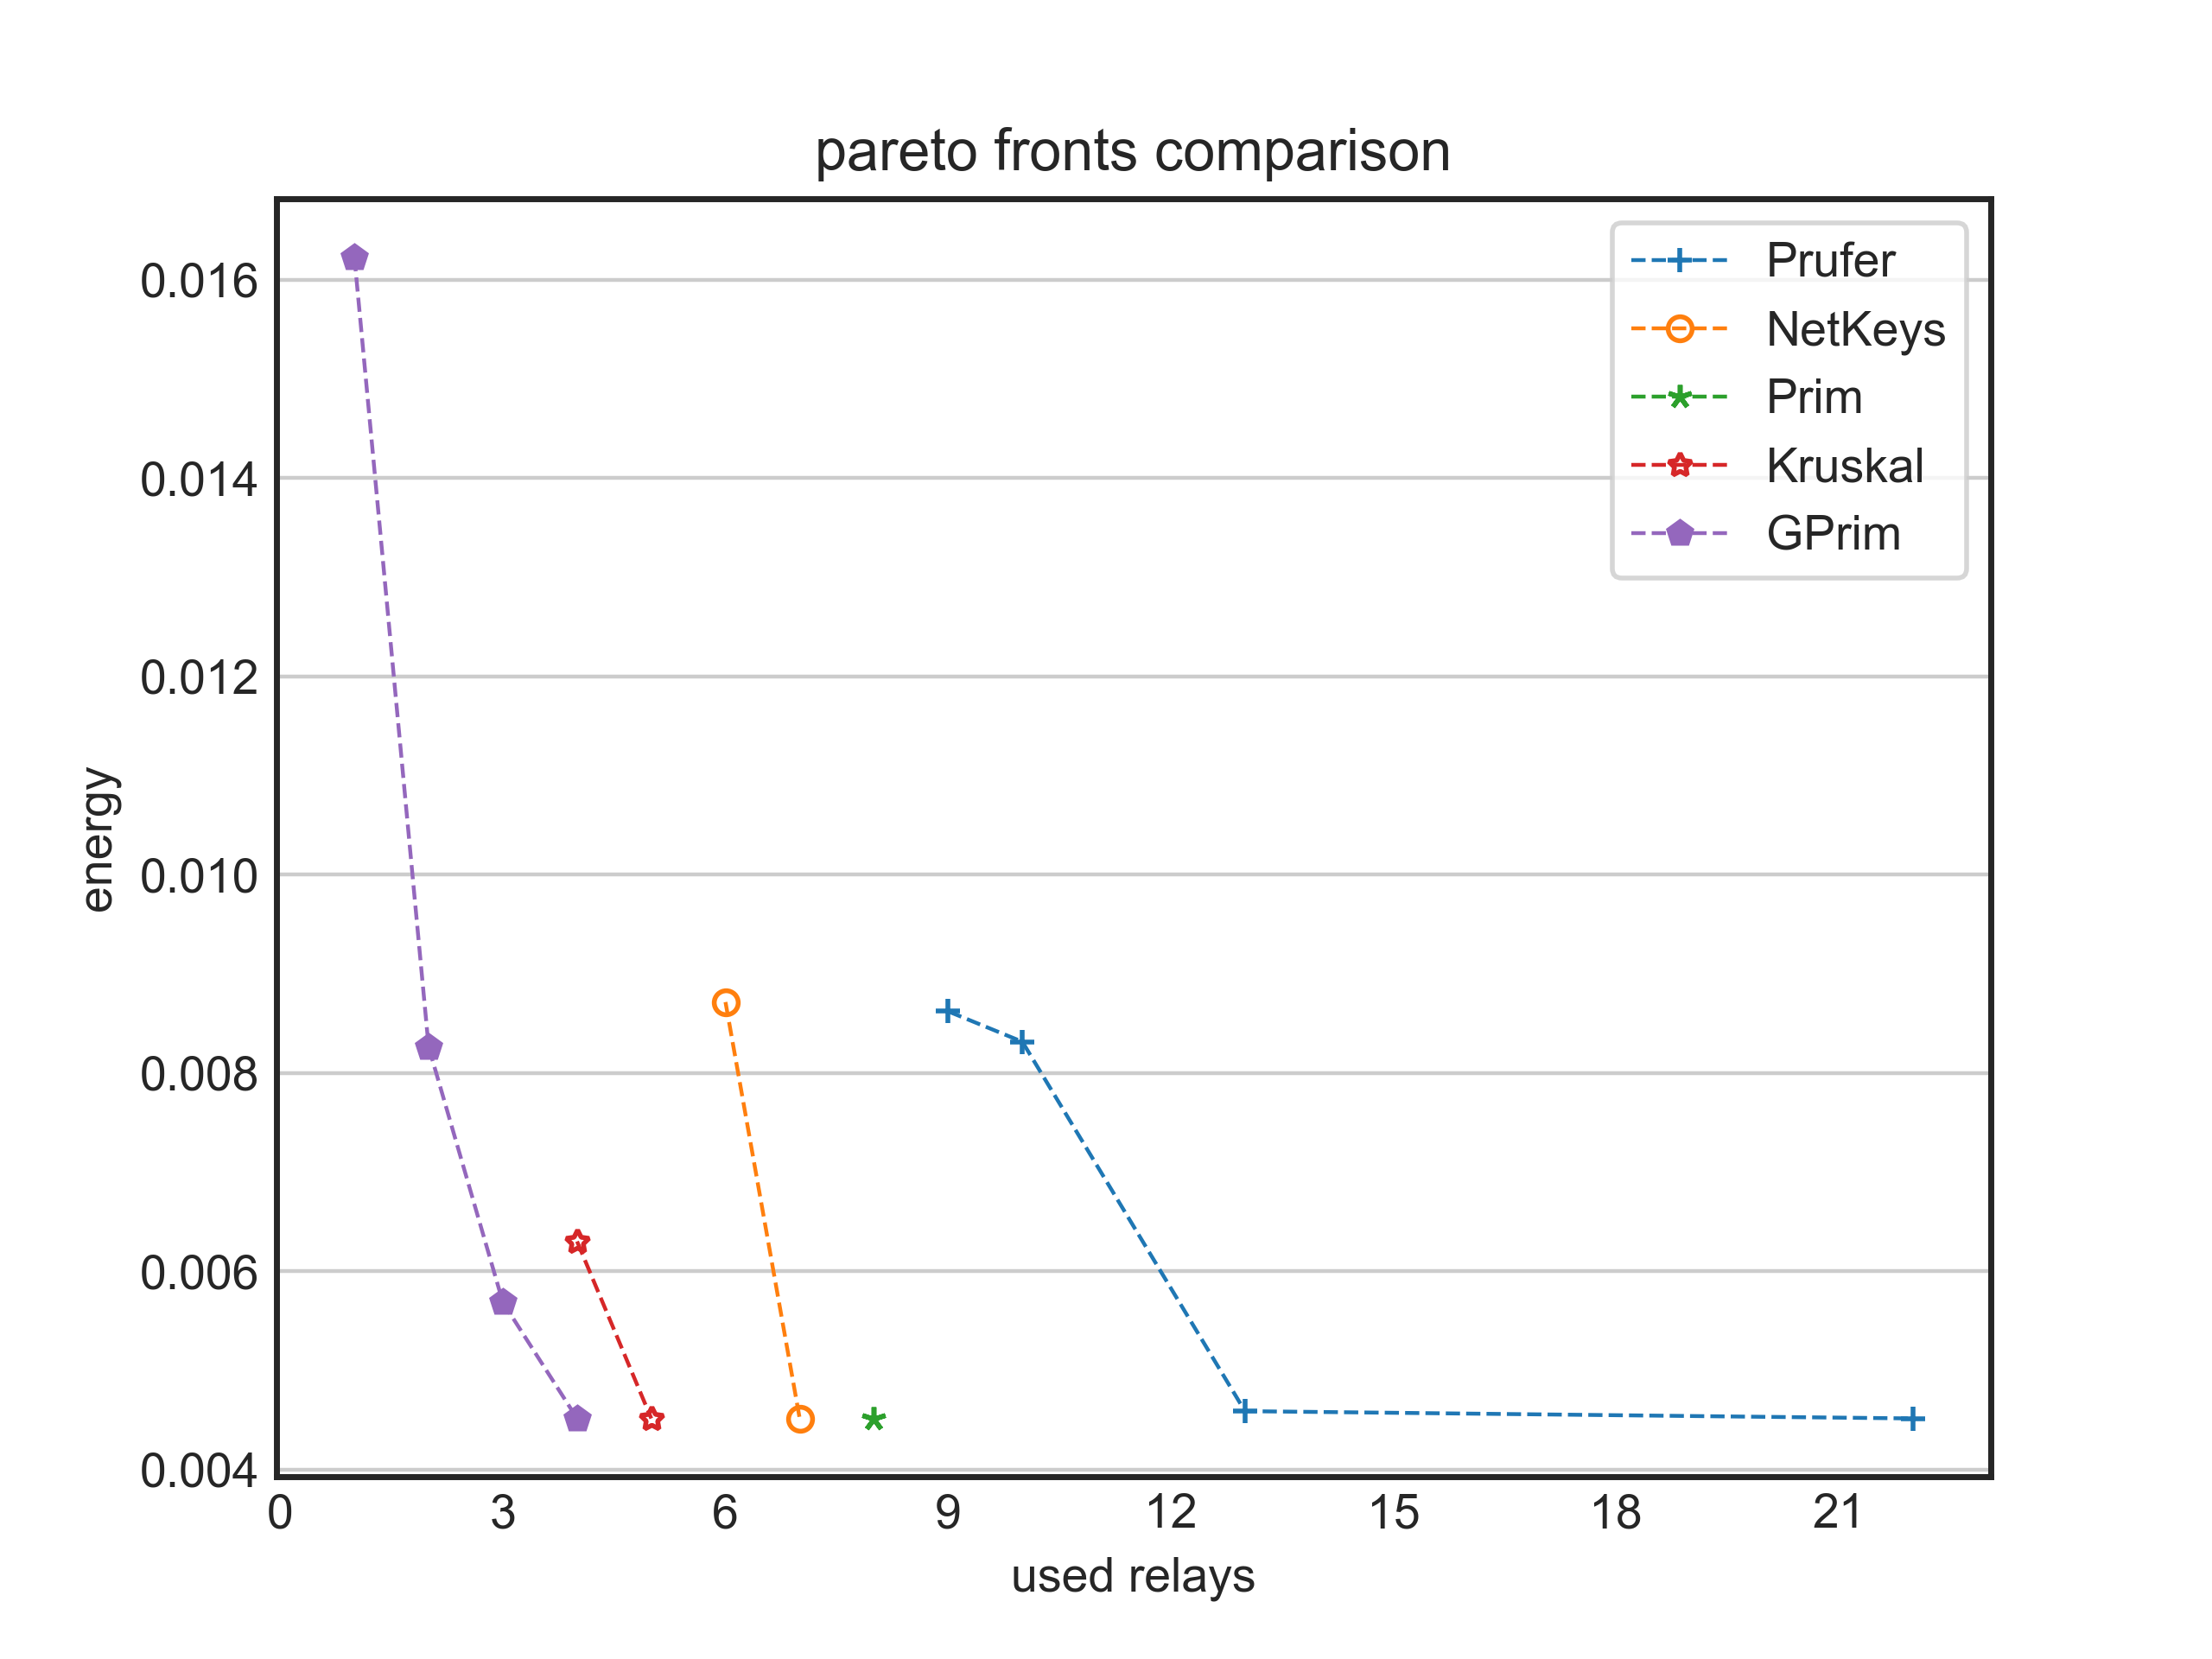 pareto fronts comparison
Prufer
NetKeys
Prim
Kruskal
GPrim
energy
0.016
0.014
0.012
0.010
0.008
0.006
0.004
0 3 6 9 12 15 18 21
used relays